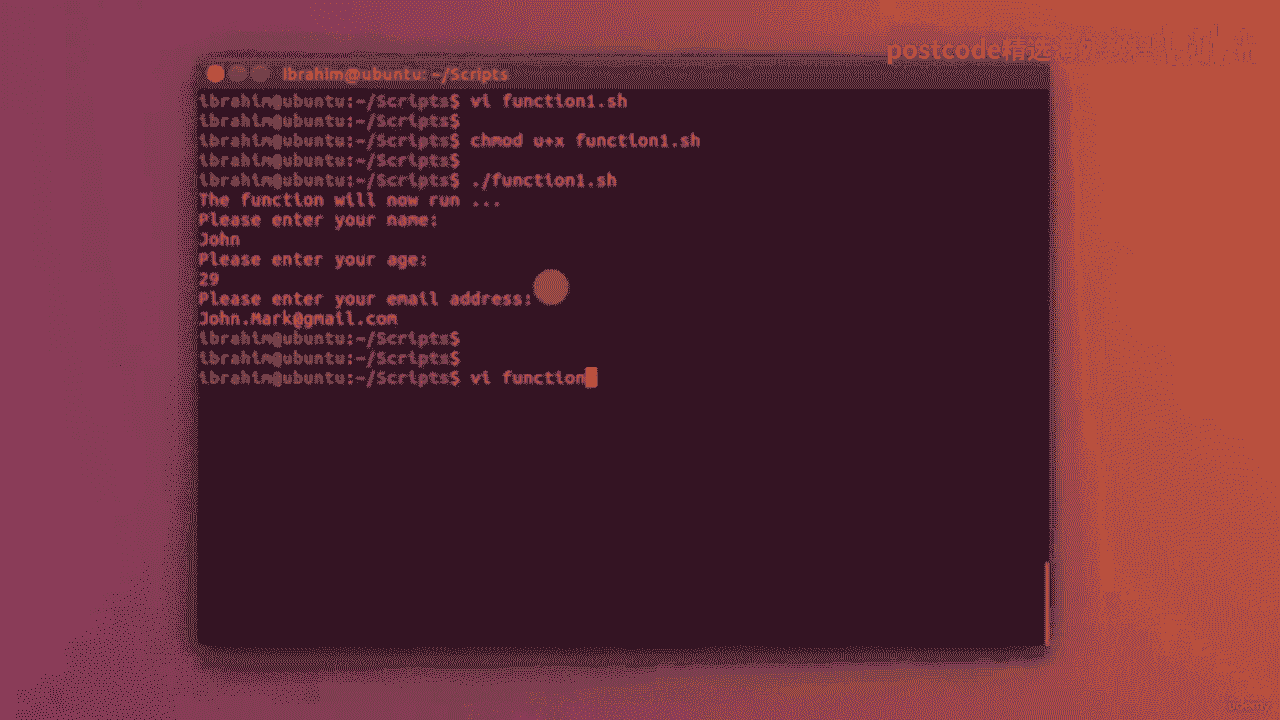 postcode精选
ibrahim@ubuntu: ~/Scripts
ibrahim@ubuntu:~/Scripts$ vi function1.sh
ibrahim@ubuntu:~/Scripts$
ibrahim@ubuntu:~/Scripts$ chmod u+x function1.sh
ibrahim@ubuntu:~/Scripts$
ibrahim@ubuntu:~/Scripts$ ./function1.sh
The function will now run ...
Please enter your name:
John
Please enter your age:
29
Please enter your email address:
John.Mark@gmail.com
ibrahim@ubuntu:~/Scripts$
ibrahim@ubuntu:~/Scripts$
ibrahim@ubuntu:~/Scripts$ vi function
udemy